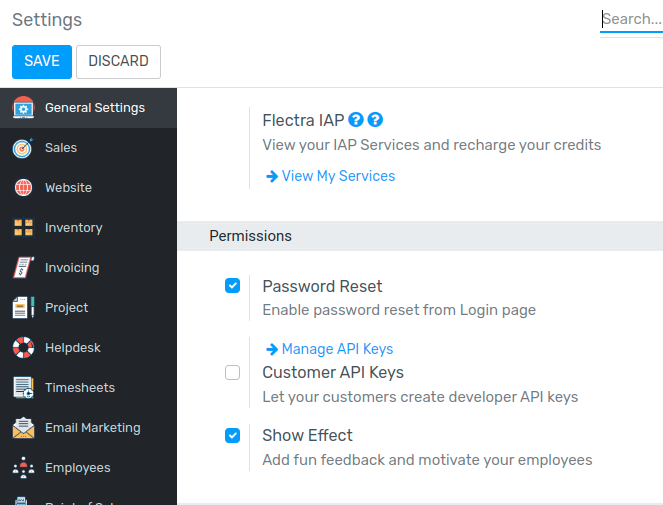 Settings
Search...
SAVE
DISCARD
General Settings
Sales
Website
Inventory
Invoicing
Project
Helpdesk
Timesheets
Email Marketing
Employees
Flectra IAP
View your IAP Services and recharge your credits
View My Services
Permissions
Password Reset
Enable password reset from Login page
Manage API Keys
Customer API Keys
Let your customers create developer API keys
Show Effect
Add fun feedback and motivate your employees